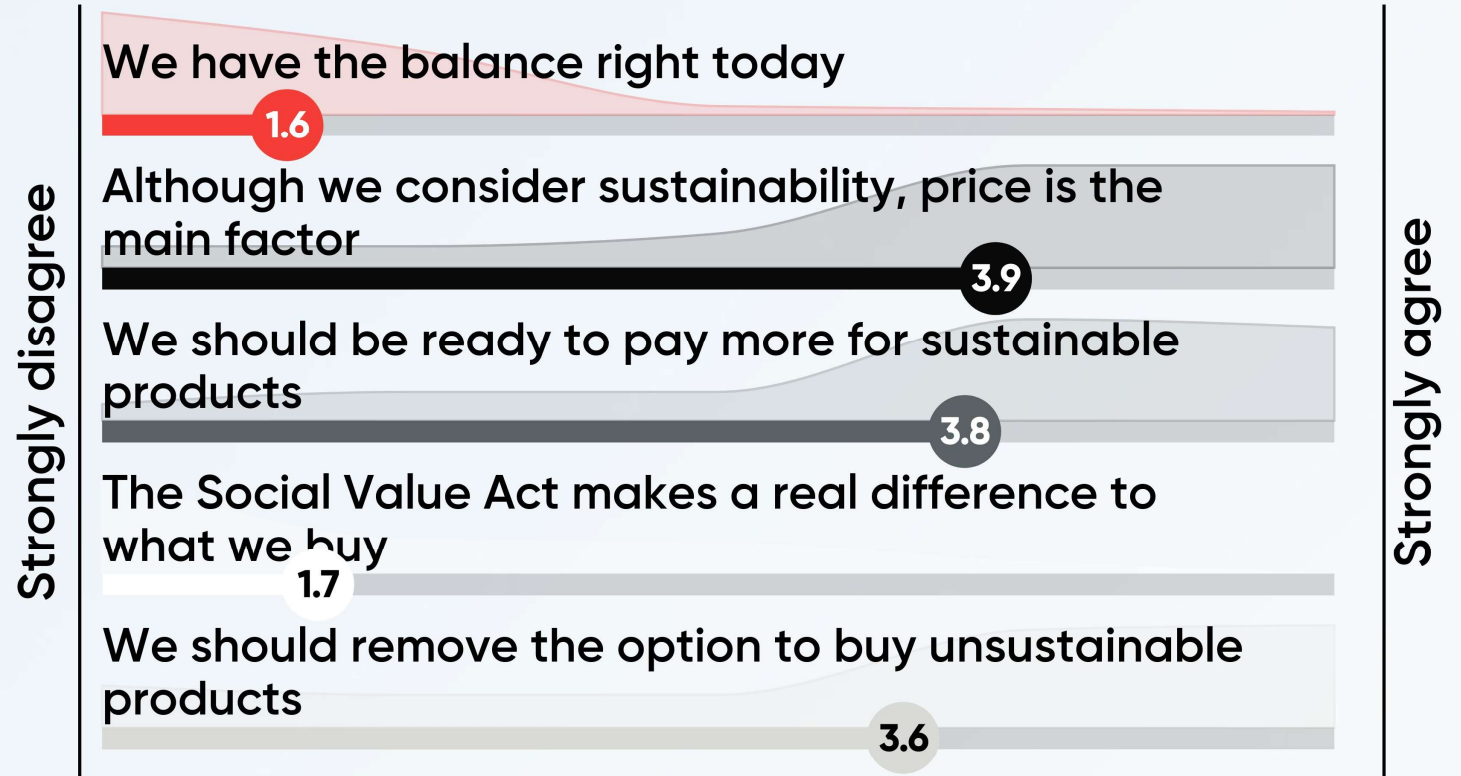 Strongly disagree
We have the balance right today
1.6
Although we consider sustainability, price is the
main factor
3.9
We should be ready to pay more for sustainable
products
3.8
The Social Value Act makes a real difference to
what we buy
1.7
We should remove the option to buy unsustainable
products
3.6
Strongly agree